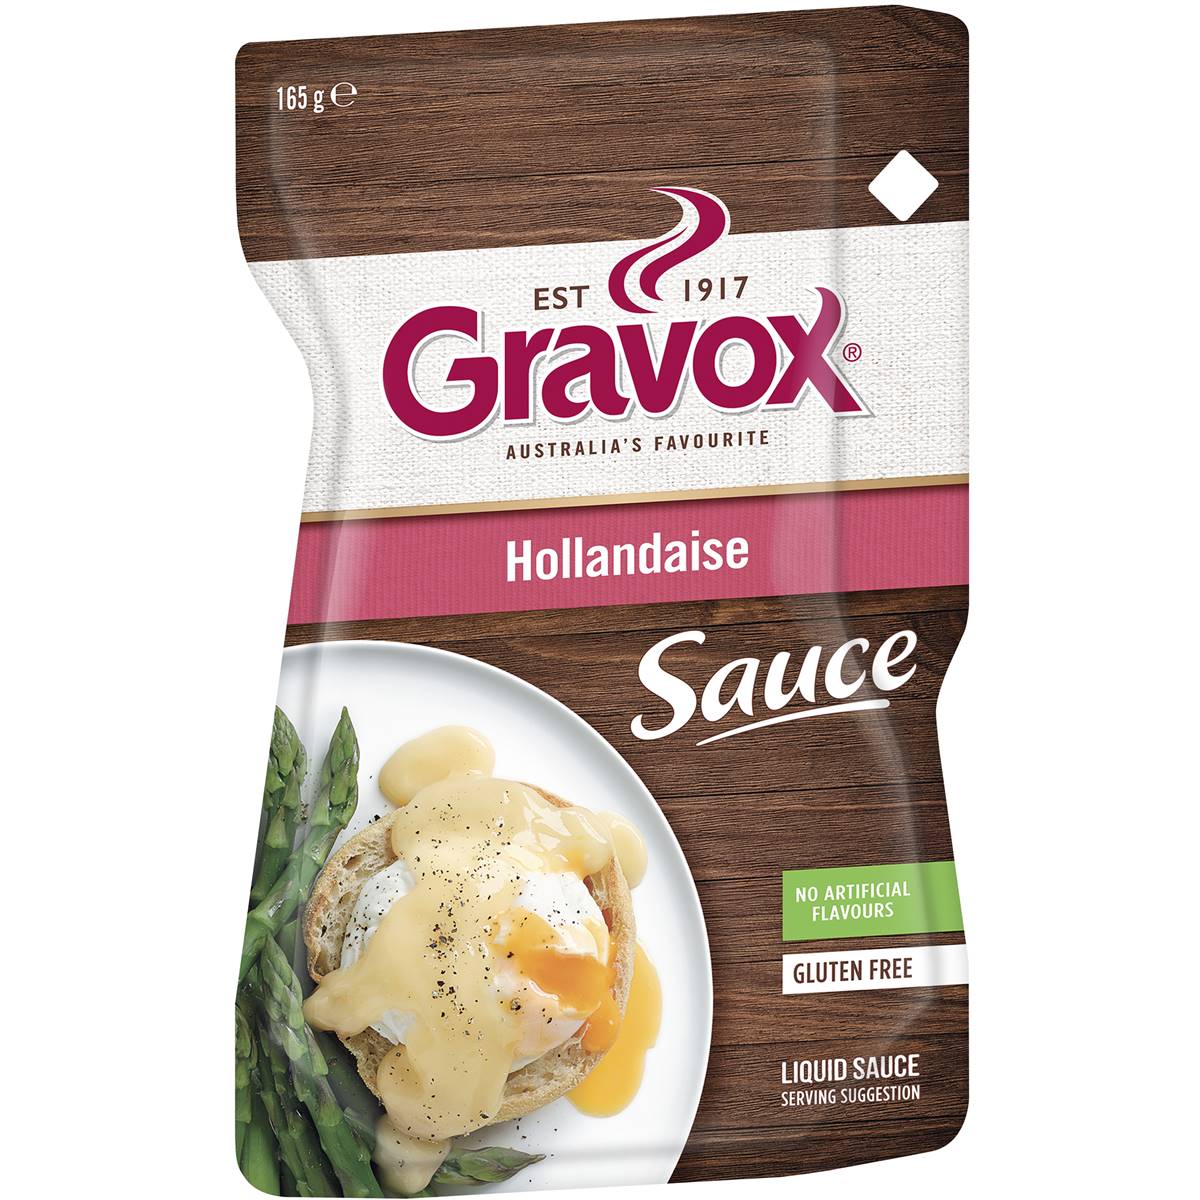 165 g ℮
EST 1917
Gravox®
AUSTRALIA'S FAVOURITE
Hollandaise
Sauce
NO ARTIFICIAL
FLAVOURS
GLUTEN FREE
LIQUID SAUCE
SERVING SUGGESTION